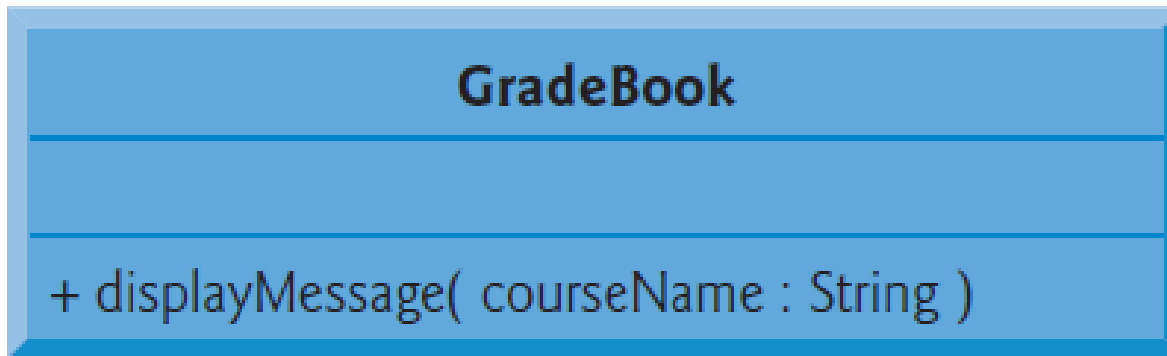 GradeBook
+ displayMessage( courseName : String )